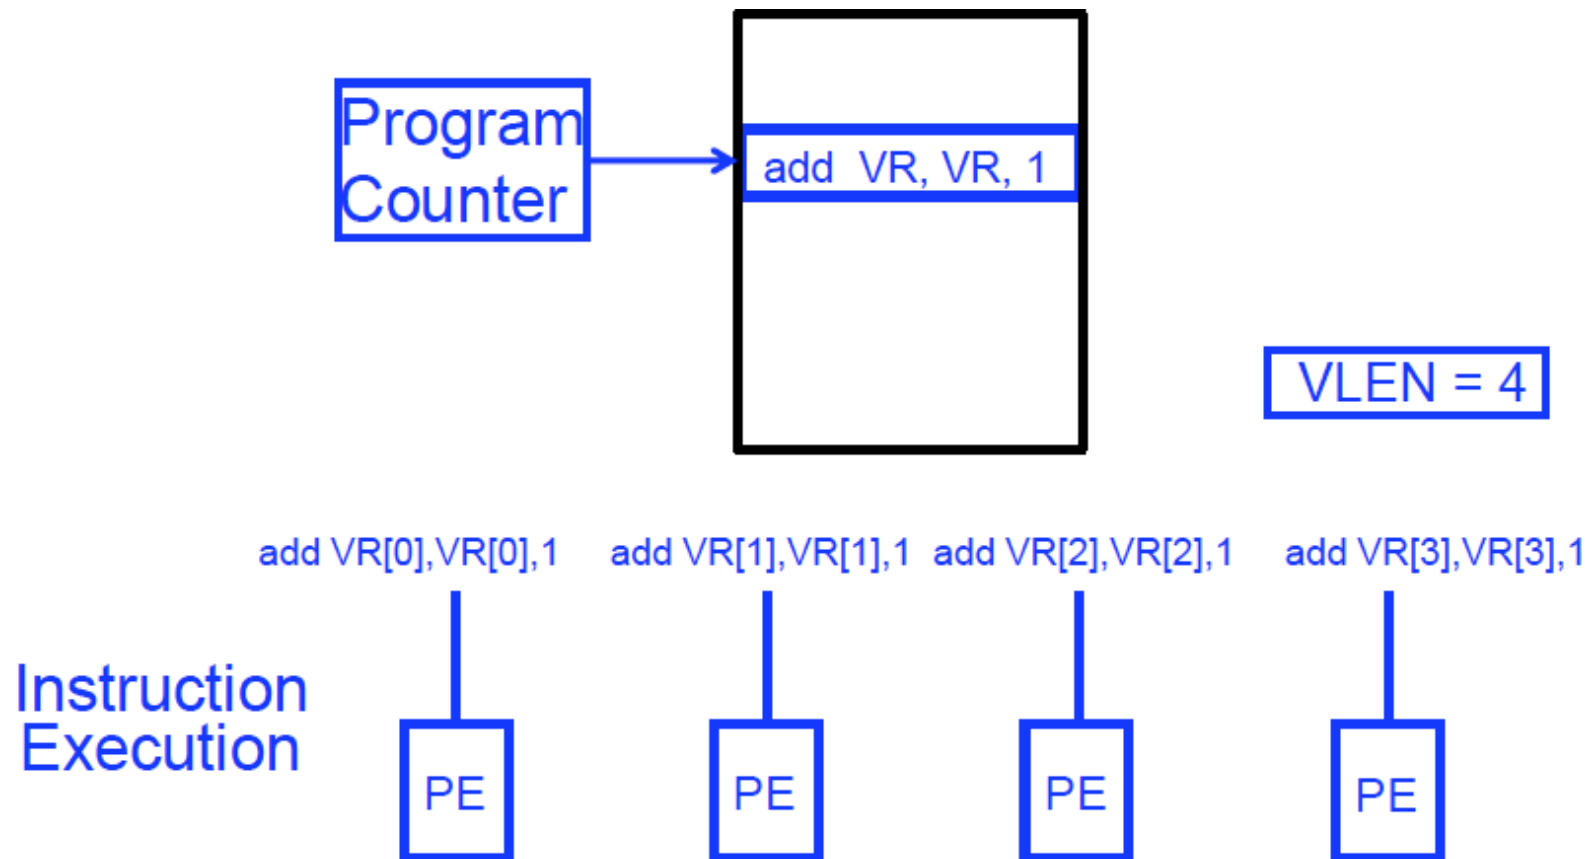 Program
Counter
add VR, VR, 1
VLEN = 4
add VR[0],VR[0],1
add VR[1],VR[1],1
add VR[2],VR[2],1
add VR[3],VR[3],1
Instruction
Execution
PE
PE
PE
PE